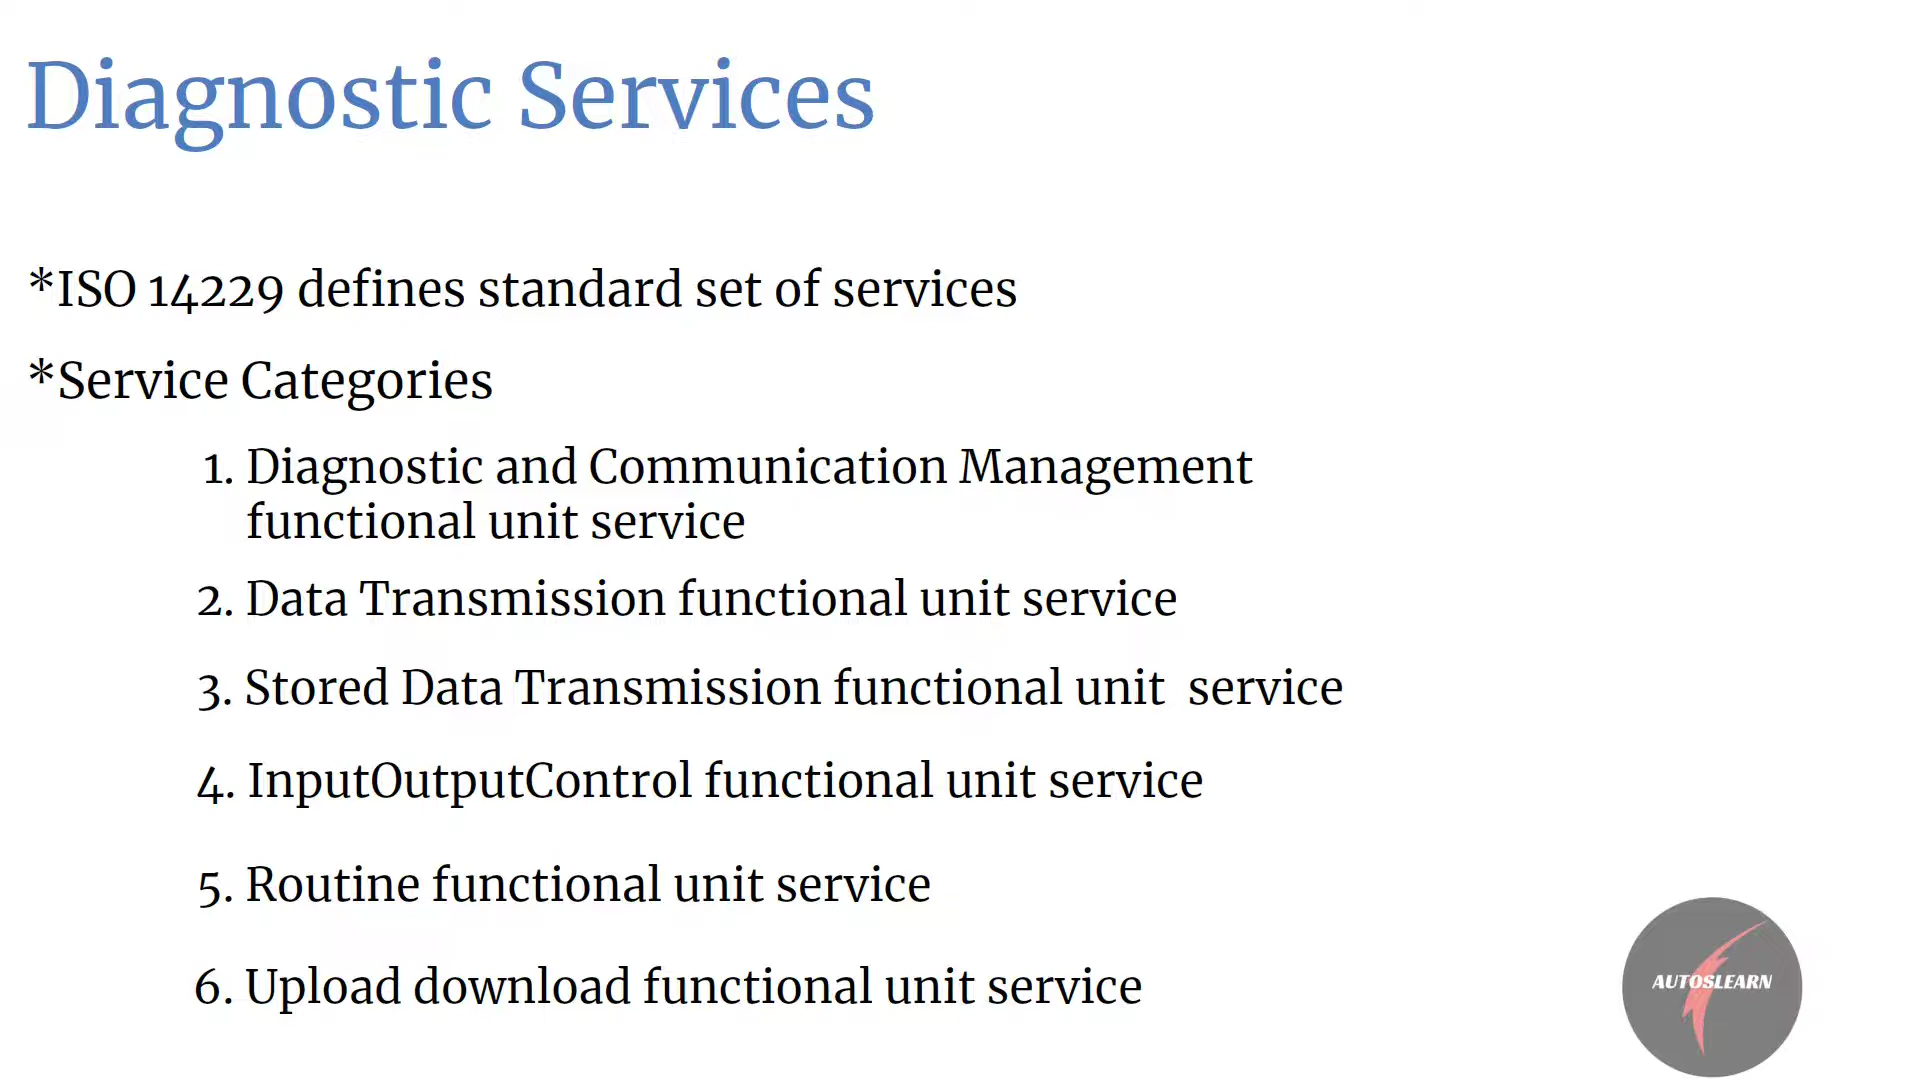 Diagnostic Services
*ISO 14229 defines standard set of services
*Service Categories
1. Diagnostic and Communication Management
functional unit service
2. Data Transmission functional unit service
3. Stored Data Transmission functional unit  service
4. InputOutputControl functional unit service
5. Routine functional unit service
6. Upload download functional unit service
AUTOSLEARN